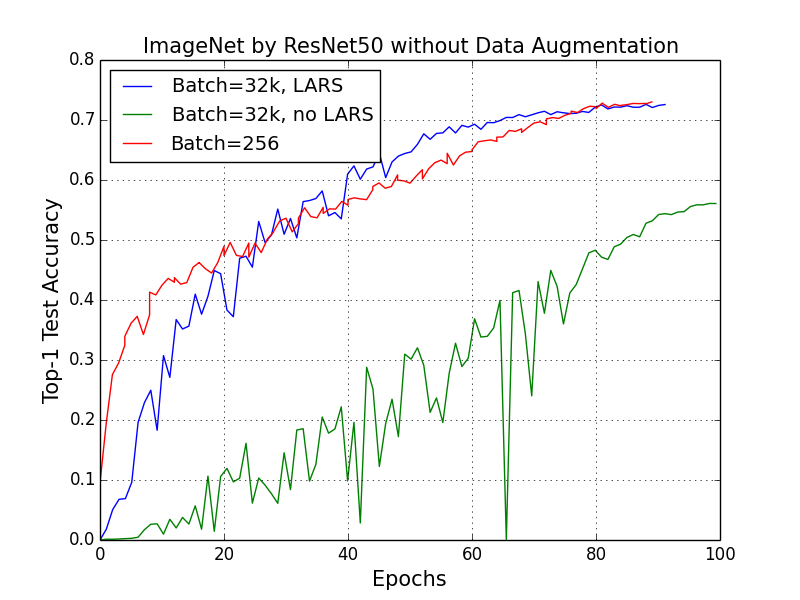 ImageNet by ResNet50 without Data Augmentation
Batch=32k, LARS
Batch=32k, no LARS
Batch=256
Top-1 Test Accuracy
0.8
0.7
0.6
0.5
0.4
0.3
0.2
0.1
0.0
0 20 40 60 80 100
Epochs